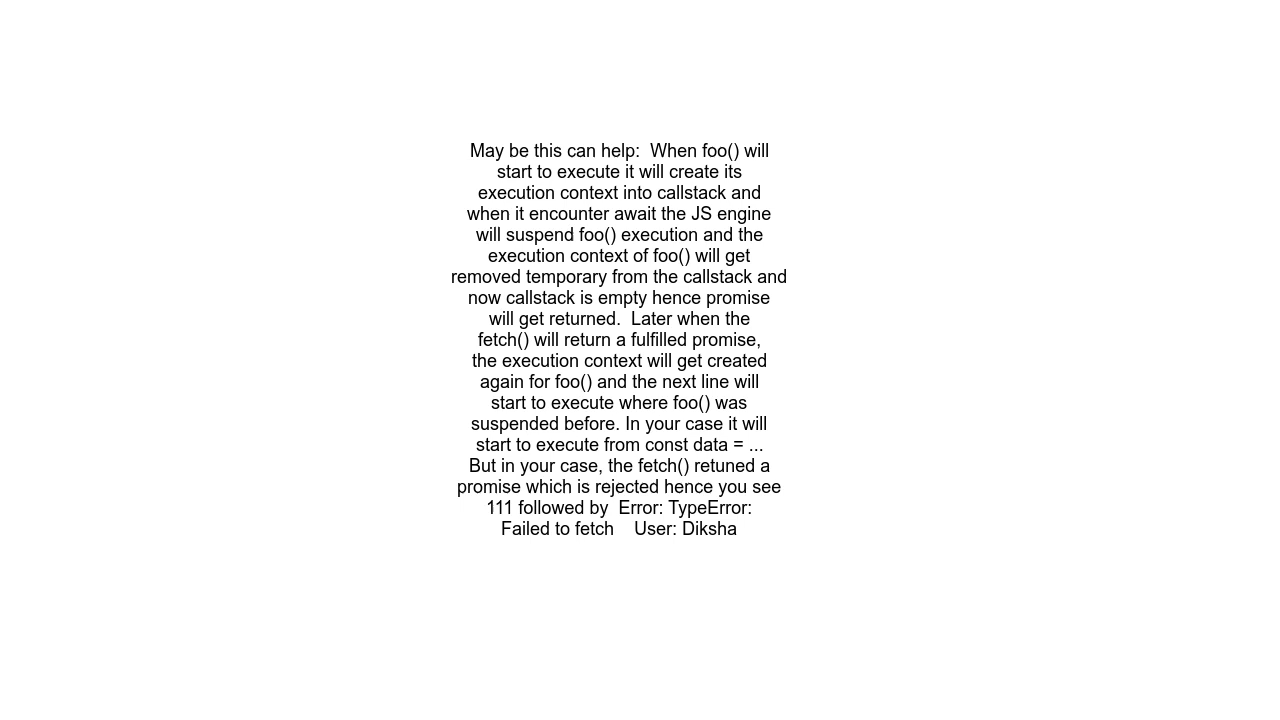 May be this can help:  When foo() will
start to execute it will create its
execution context into callstack and
when it encounter await the JS engine
will suspend foo() execution and the
execution context of foo() will get
removed temporary from the callstack and
now callstack is empty hence promise
will get returned.  Later when the
fetch() will return a fulfilled promise,
the execution context will get created
again for foo() and the next line will
start to execute where foo() was
suspended before. In your case it will
start to execute from const data = ...
But in your case, the fetch() retuned a
promise which is rejected hence you see
111 followed by  Error: TypeError:
Failed to fetch    User: Diksha